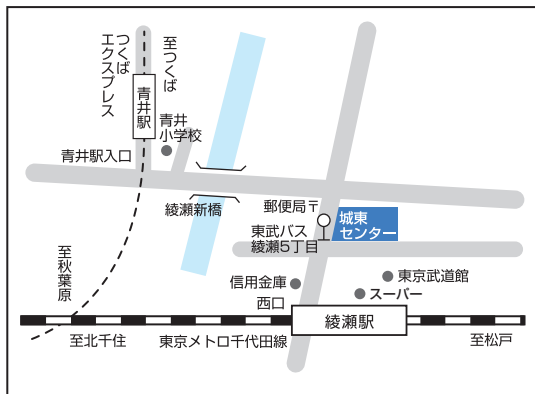 つくば
エクスプレス
至つくば
青井駅
青井
小学校
青井駅入口
綾瀬新橋
郵便局〒
城東
センター
東武バス
綾瀬5丁目
至秋葉原
信用金庫
東京武道館
スーパー
西口
綾瀬駅
至北千住
東京メトロ千代田線
至松戸